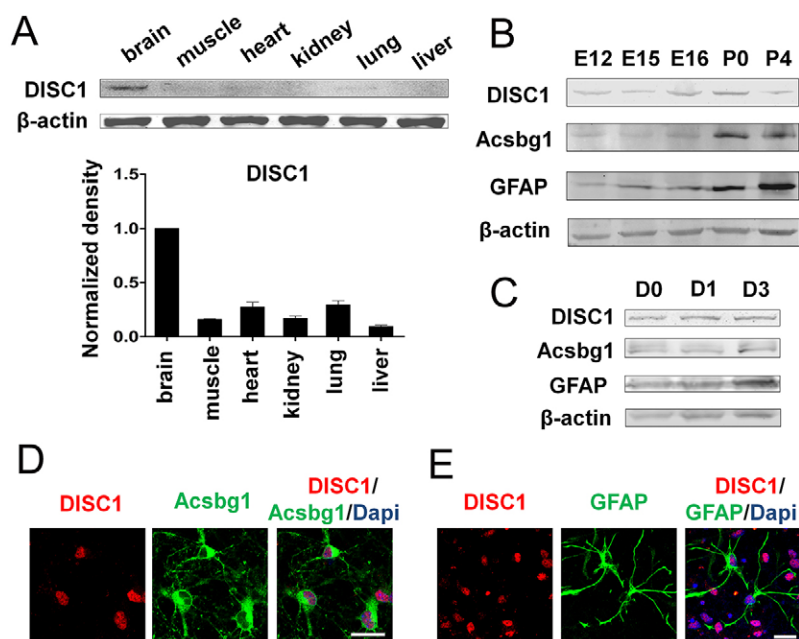 A
brain muscle heart kidney lung liver
DISC1
β-actin
DISC1
Normalized density
1.5
1.0
0.5
0.0
brain muscle heart kidney lung liver
B
E12 E15 E16 P0 P4
DISC1
Acsbg1
GFAP
β-actin
C
D0 D1 D3
DISC1
Acsbg1
GFAP
β-actin
D
DISC1
Acsbg1
DISC1/
Acsbg1/Dapi
E
DISC1
GFAP
DISC1/
GFAP/Dapi